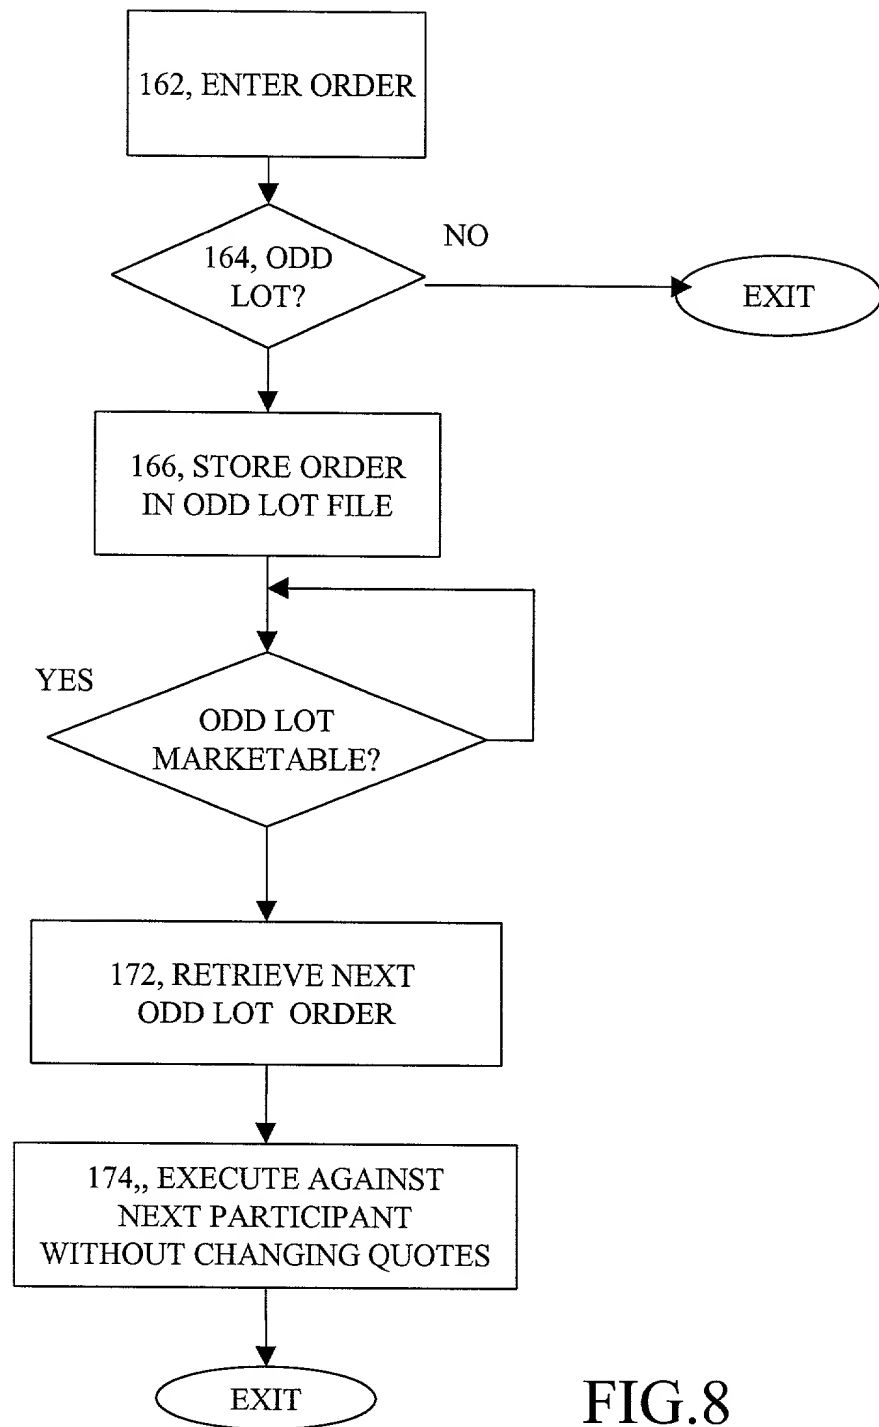 162, ENTER ORDER
164, ODD
LOT?
NO
EXIT
166, STORE ORDER
IN ODD LOT FILE
YES
ODD LOT
MARKETABLE?
172, RETRIEVE NEXT
ODD LOT ORDER
174,, EXECUTE AGAINST
NEXT PARTICIPANT
WITHOUT CHANGING QUOTES
EXIT
FIG.8